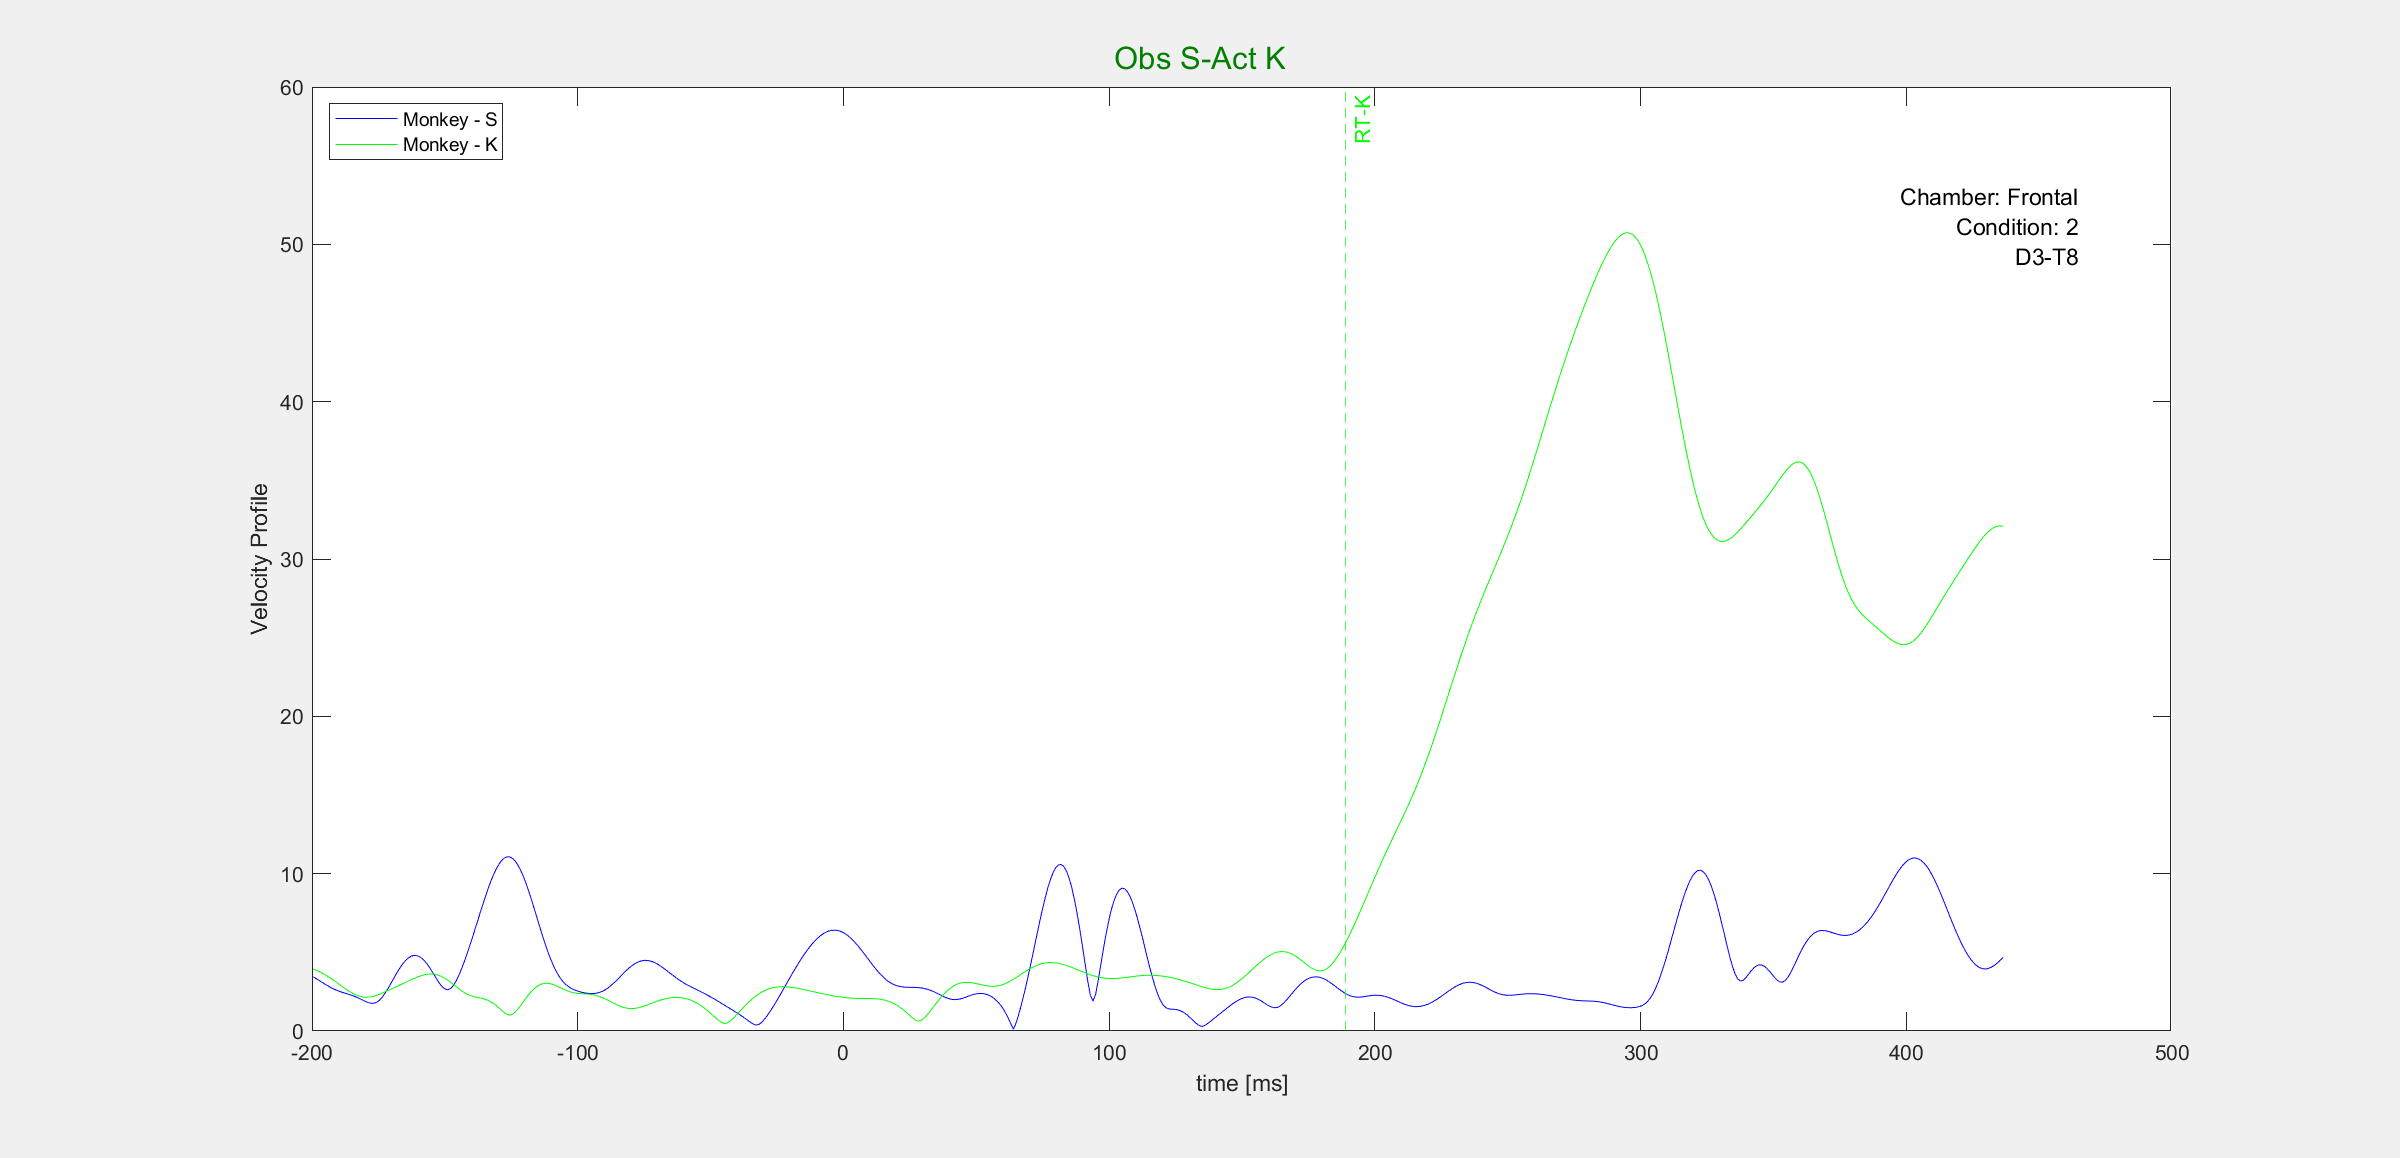 Obs S-Act K
60
50
40
30
20
10
0
Velocity Profile
Monkey - S
Monkey - K
RT-K
Chamber: Frontal
Condition: 2
D3-T8
-200 -100 0 100 200 300 400 500
time [ms]